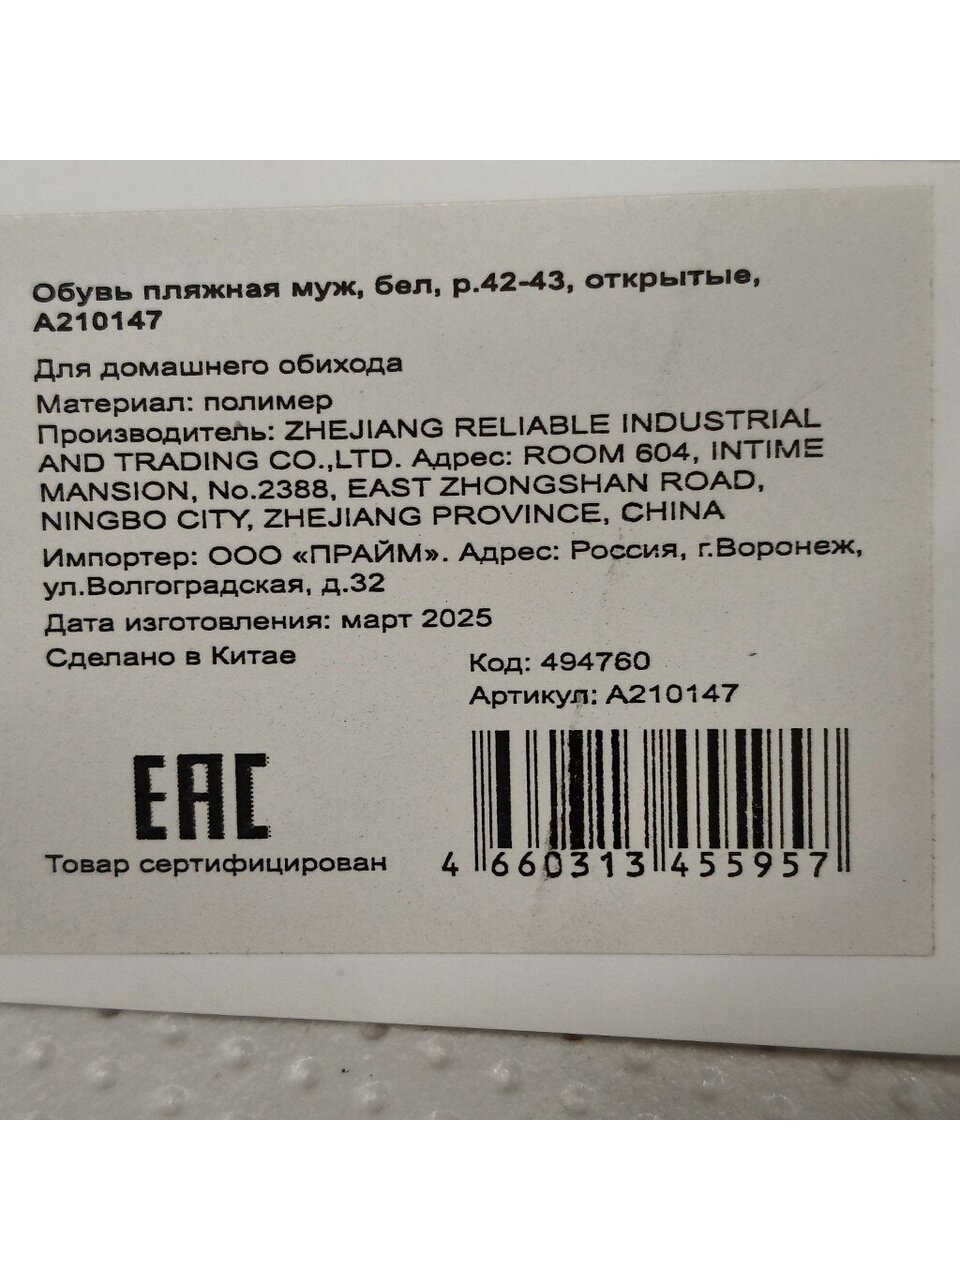 Обувь пляжная муж, бел, р.42-43, открытые,
А210147
Для домашнего обихода
Материал: полимер
Производитель: ZHEJIANG RELIABLE INDUSTRIAL
AND TRADING CO.,LTD. Адрес: ROOM 604, INTIME
MANSION, No.2388, EAST ZHONGSHAN ROAD,
NINGBO CITY, ZHEJIANG PROVINCE, CHINA
Импортер: ООО «ПРАЙМ». Адрес: Россия, г.Воронеж,
ул.Волгоградская, д.32
Дата изготовления: март 2025
Сделано в Китае
Код: 494760
Артикул: А210147
ЕАС
Товар сертифицирован
4 660313 455957